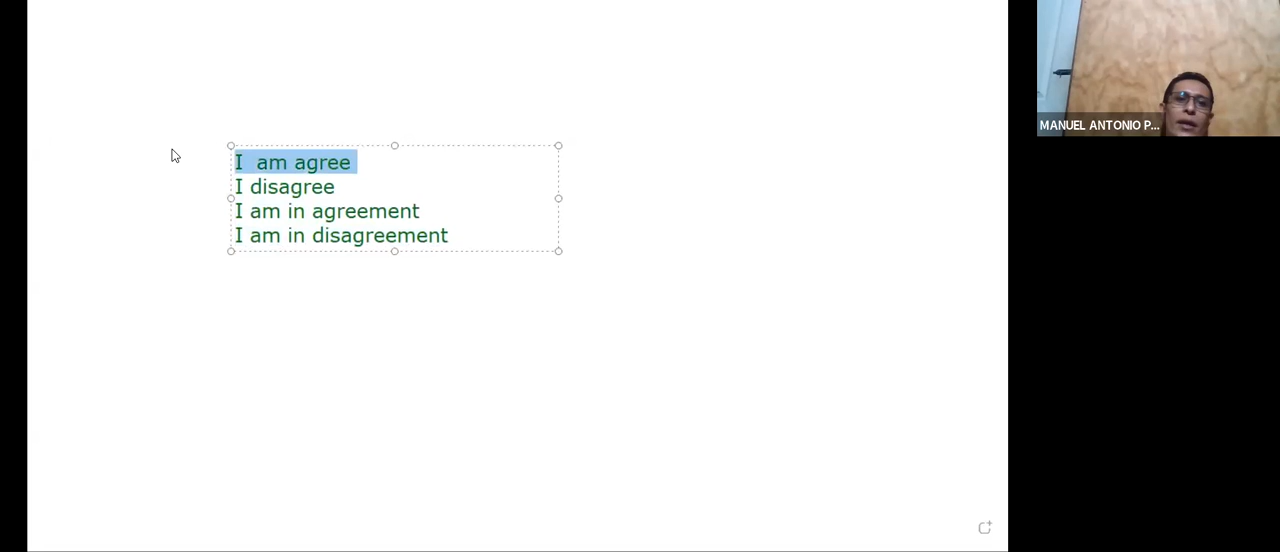 I  am agree
I disagree
I am in agreement
I am in disagreement
MANUEL ANTONIO P...